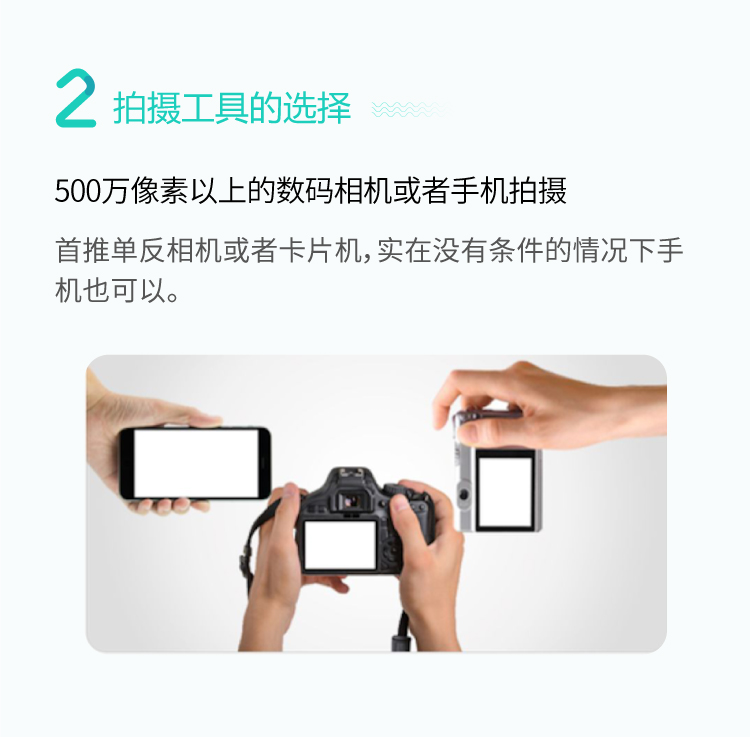 2 拍摄工具的选择
500万像素以上的数码相机或者手机拍摄
首推单反相机或者卡片机，实在没有条件的情况下手
机也可以。